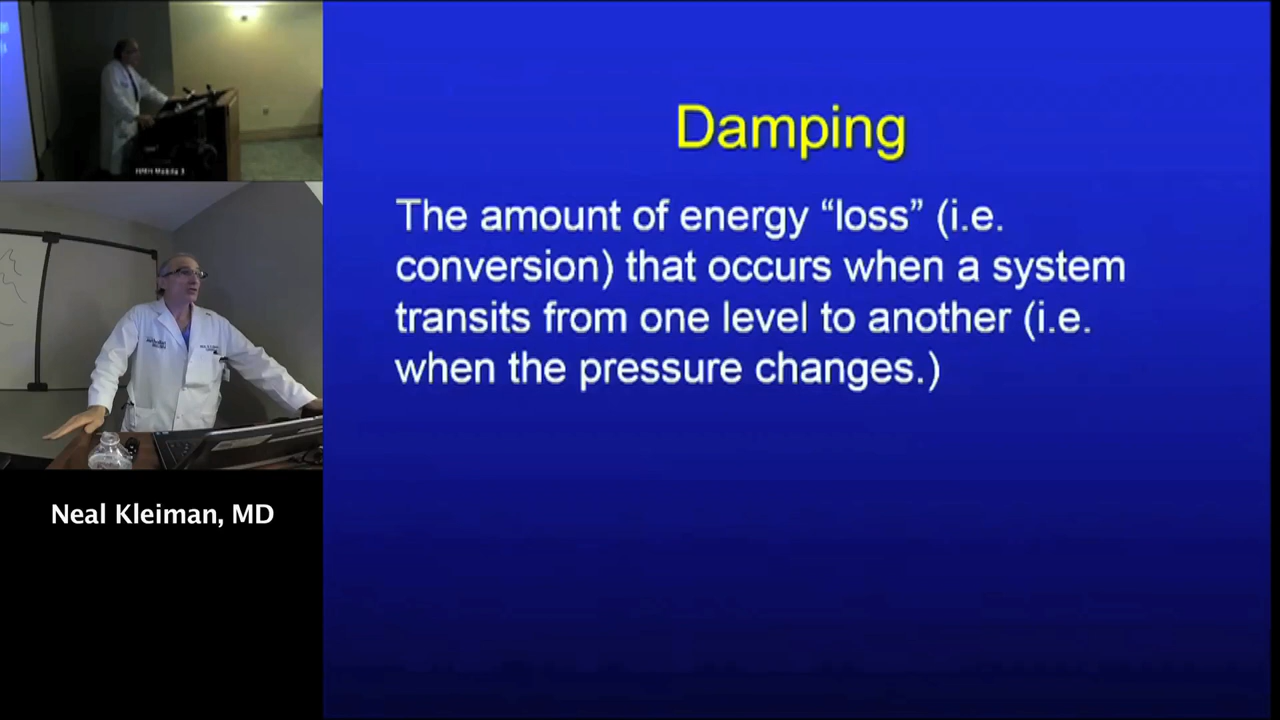 Damping
The amount of energy “loss” (i.e.
conversion) that occurs when a system
transits from one level to another (i.e.
when the pressure changes.)
Neal Kleiman, MD